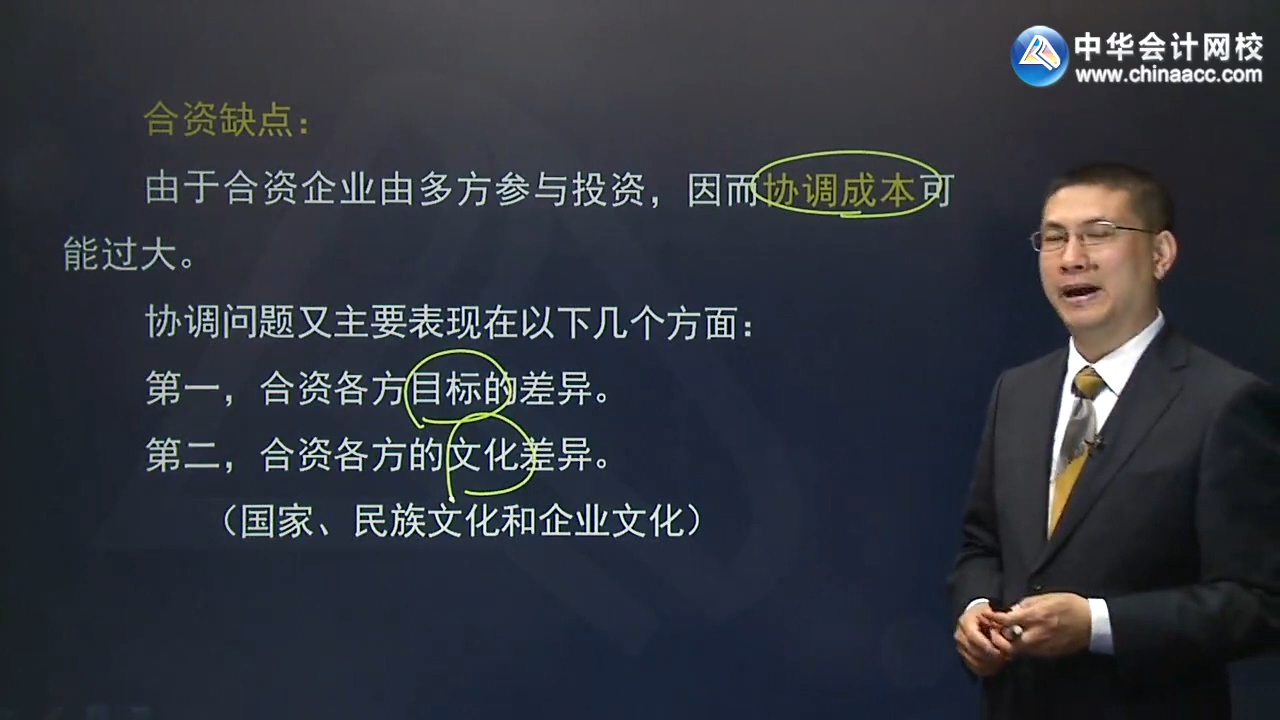 中华会计网校
www.chinaacc.com
合资缺点：
由于合资企业由多方参与投资，因而协调成本可
能过大。
协调问题又主要表现在以下几个方面：
第一，合资各方目标的差异。
第二，合资各方的文化差异。
（国家、民族文化和企业文化）